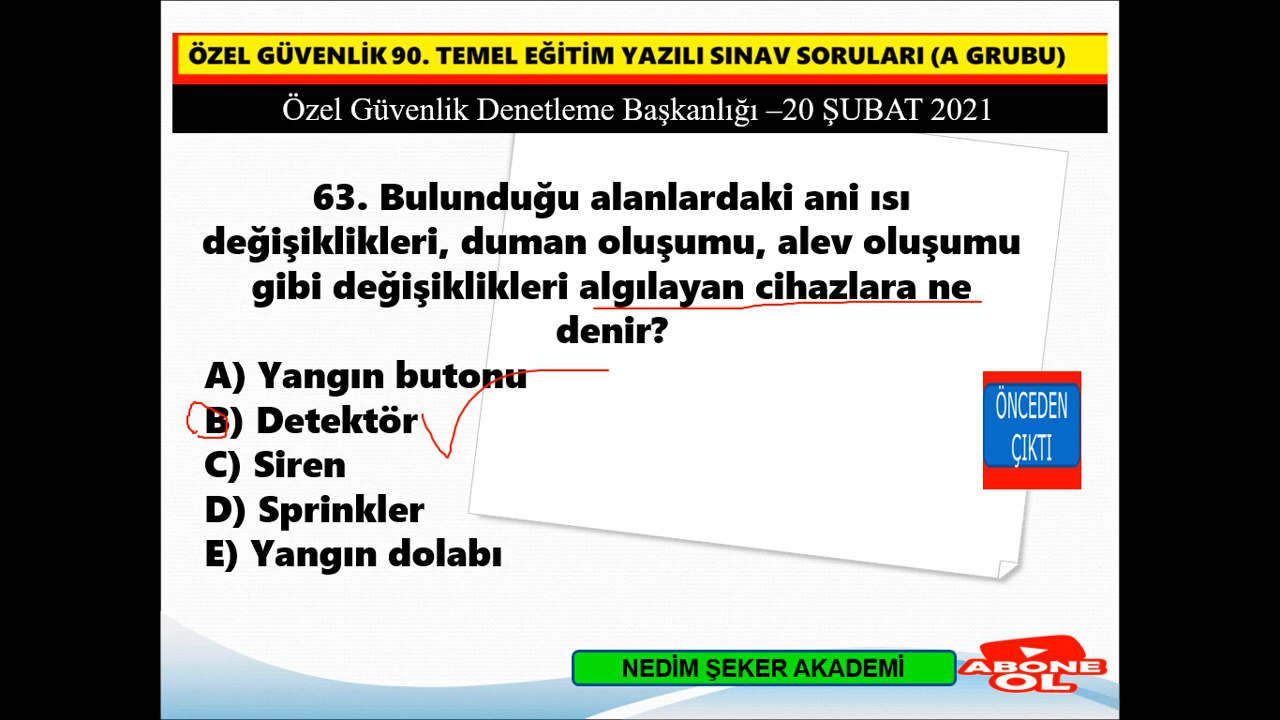 ÖZEL GÜVENLİK 90. TEMEL EĞİTİM YAZILI SINAV SORULARI (A GRUBU)
Özel Güvenlik Denetleme Başkanlığı –20 ŞUBAT 2021
63. Bulunduğu alanlardaki ani ısı
değişiklikleri, duman oluşumu, alev oluşumu
gibi değişiklikleri algılayan cihazlara ne
denir?
A) Yangın butonu
B) Detektör
C) Siren
D) Sprinkler
E) Yangın dolabı
ÖNCEDEN
ÇIKTI
NEDİM ŞEKER AKADEMİ
ABONE
OL